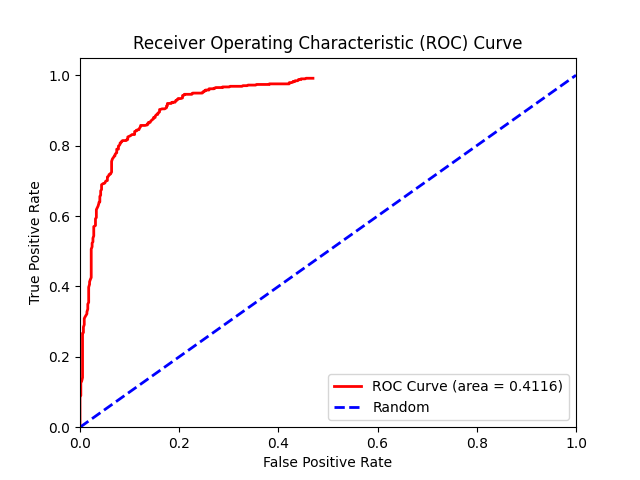 Receiver Operating Characteristic (ROC) Curve
1.0
0.8
0.6
0.4
0.2
0.0
True Positive Rate
ROC Curve (area = 0.4116)
Random
0.0 0.2 0.4 0.6 0.8 1.0
False Positive Rate